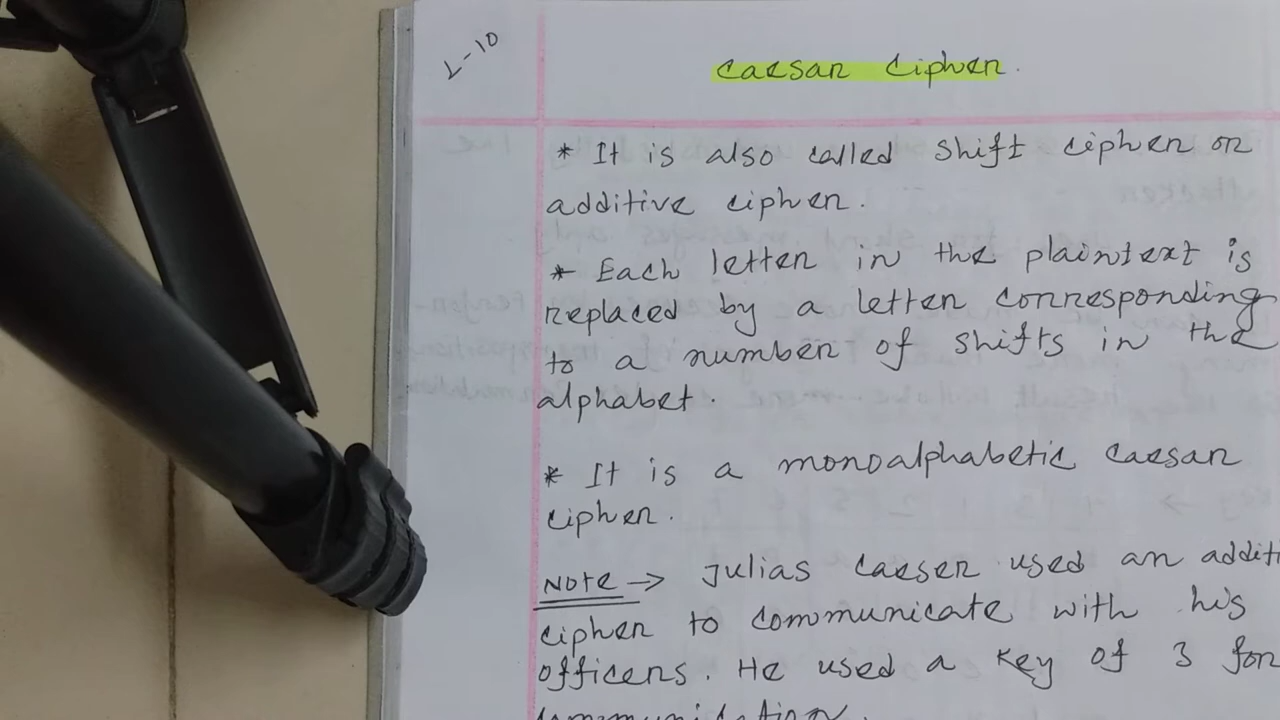 L-10
Caesar Cipher.
* It is also called shift cipher or
additive cipher.
* Each letter in the plaintext is
replaced by a letter corresponding
to a number of shifts in the
alphabet.
* It is a monoalphabetic Caesar
cipher.
NOTE → Julias Caeser used an additi
cipher to communicate with his
officers. He used a key of 3 for
communication.